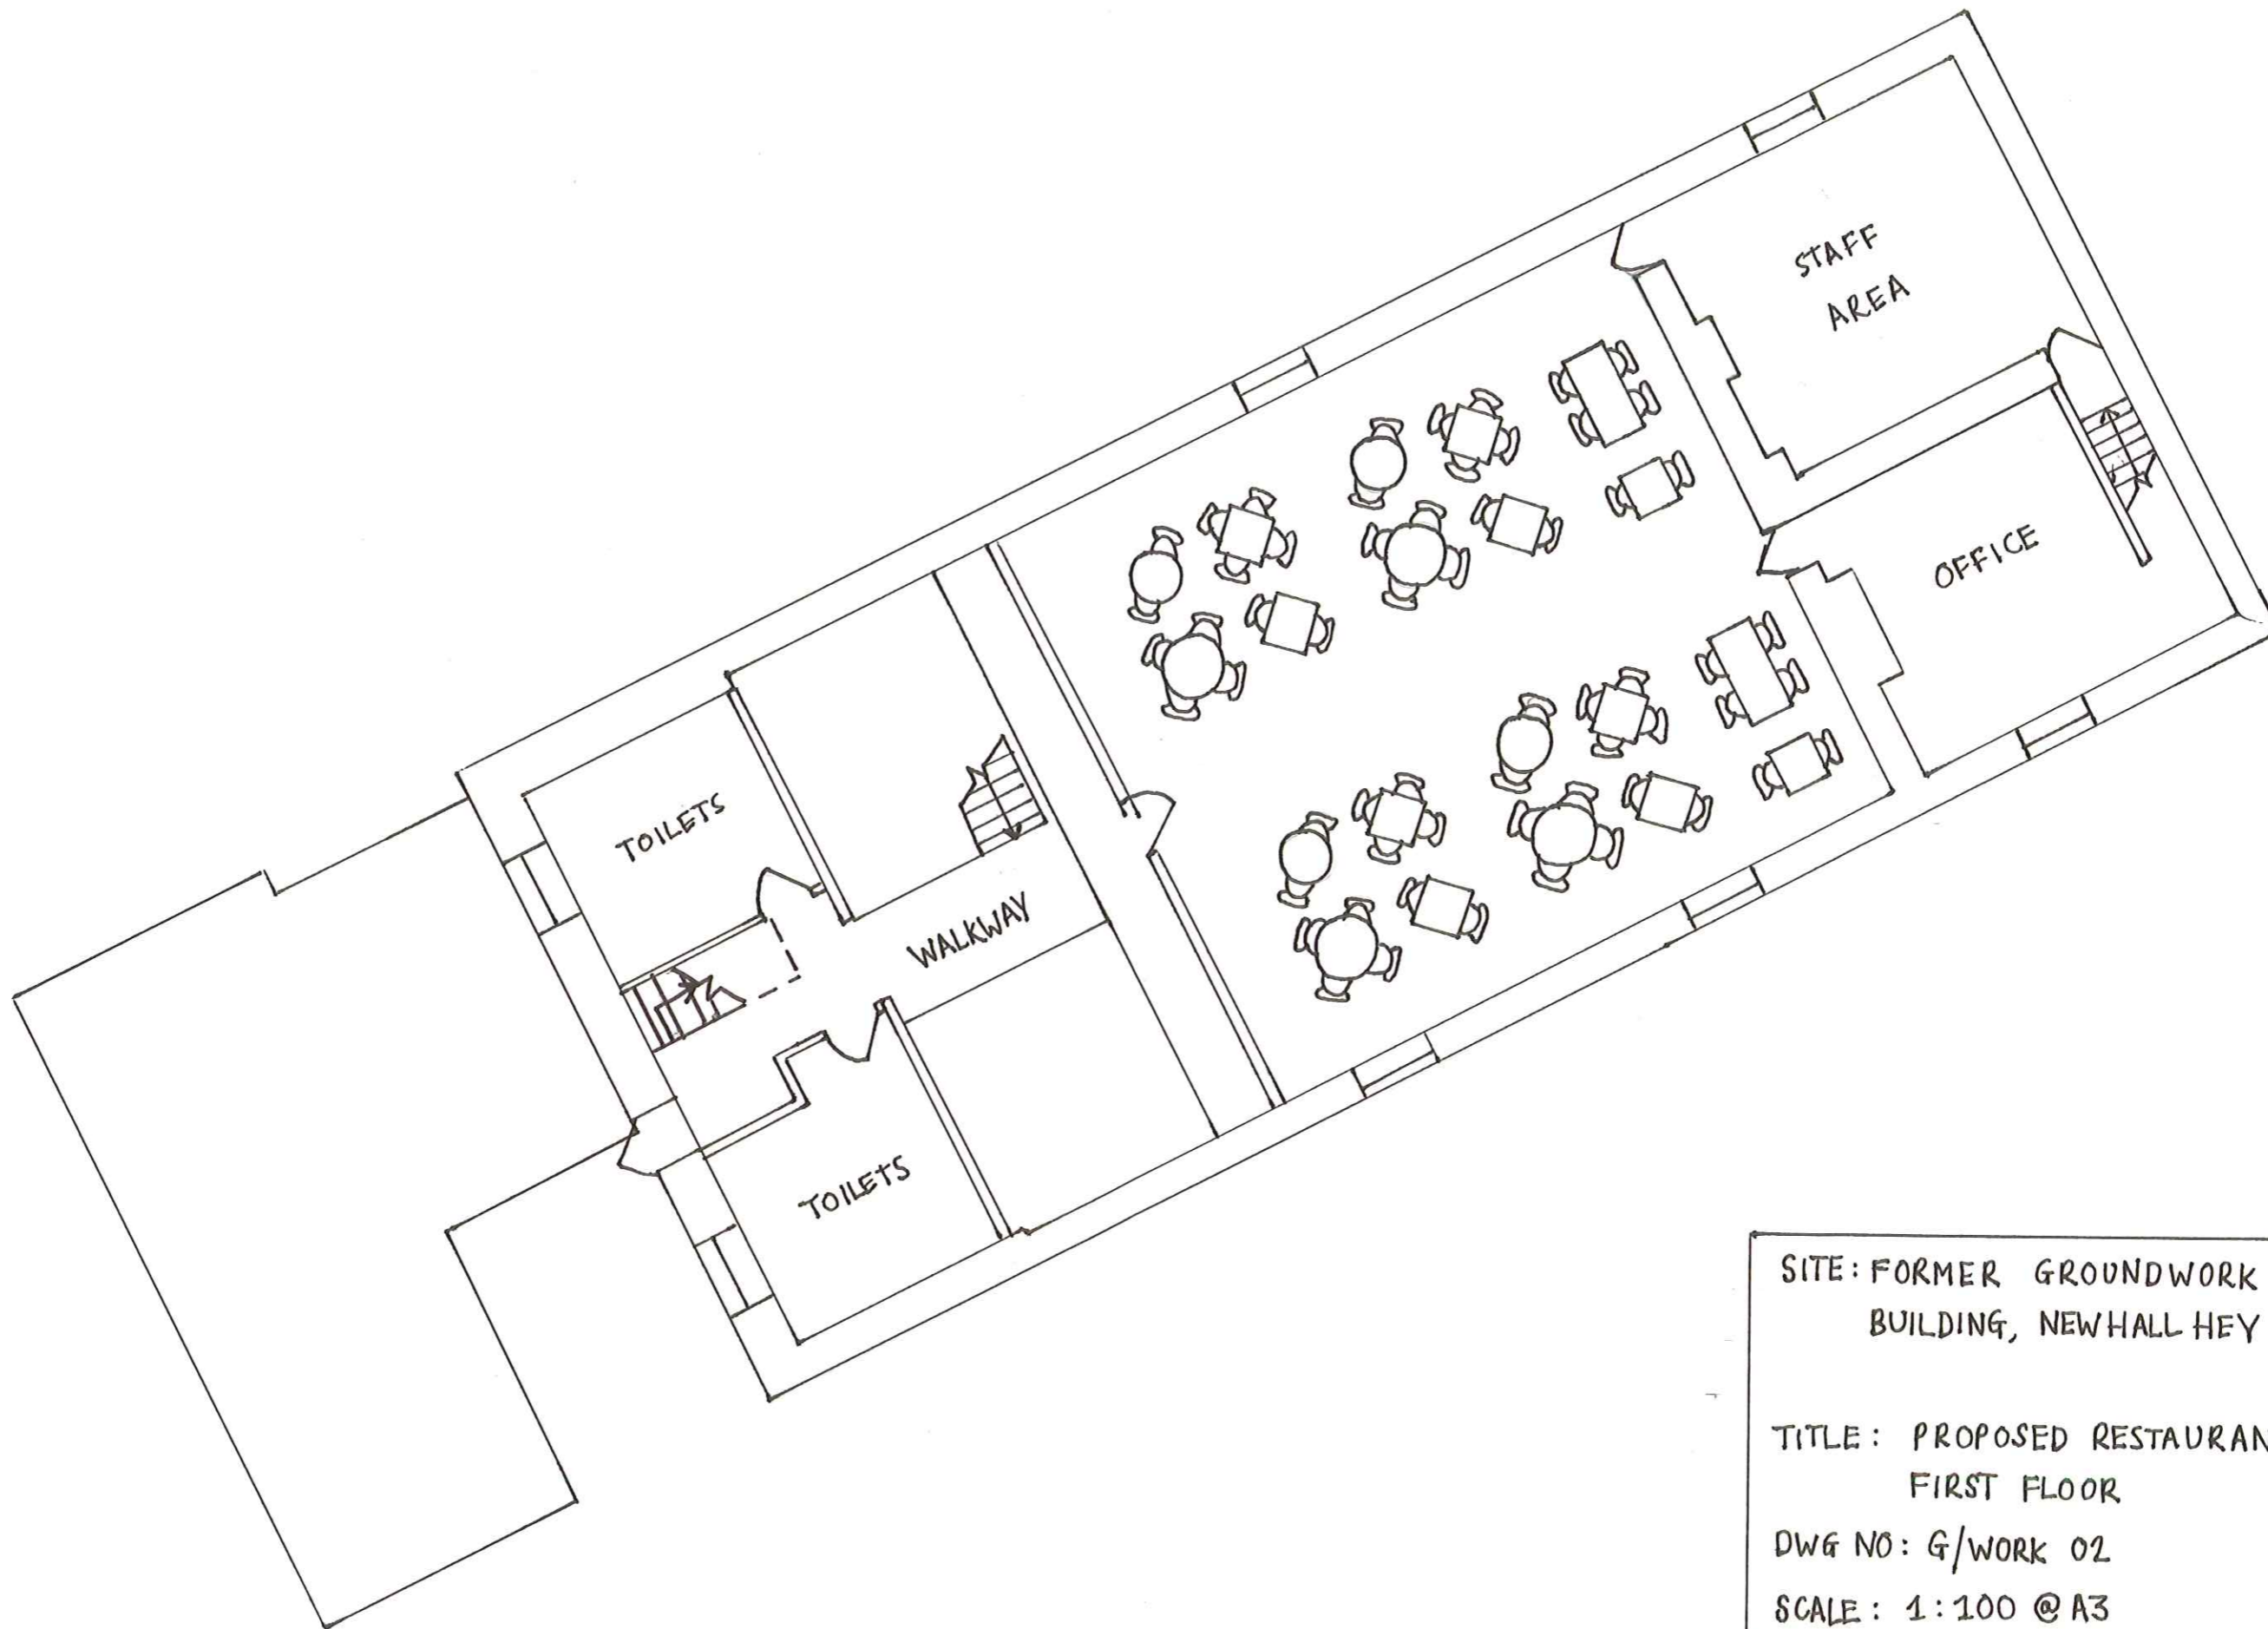 STAFF
AREA
OFFICE
TOILETS
WALKWAY
TOILETS
SITE: FORMER GROUNDWORK
BUILDING, NEWHALL HEY
TITLE: PROPOSED RESTAURAN
FIRST FLOOR
DWG NO: G/WORK 02
SCALE: 1:100 @ A3